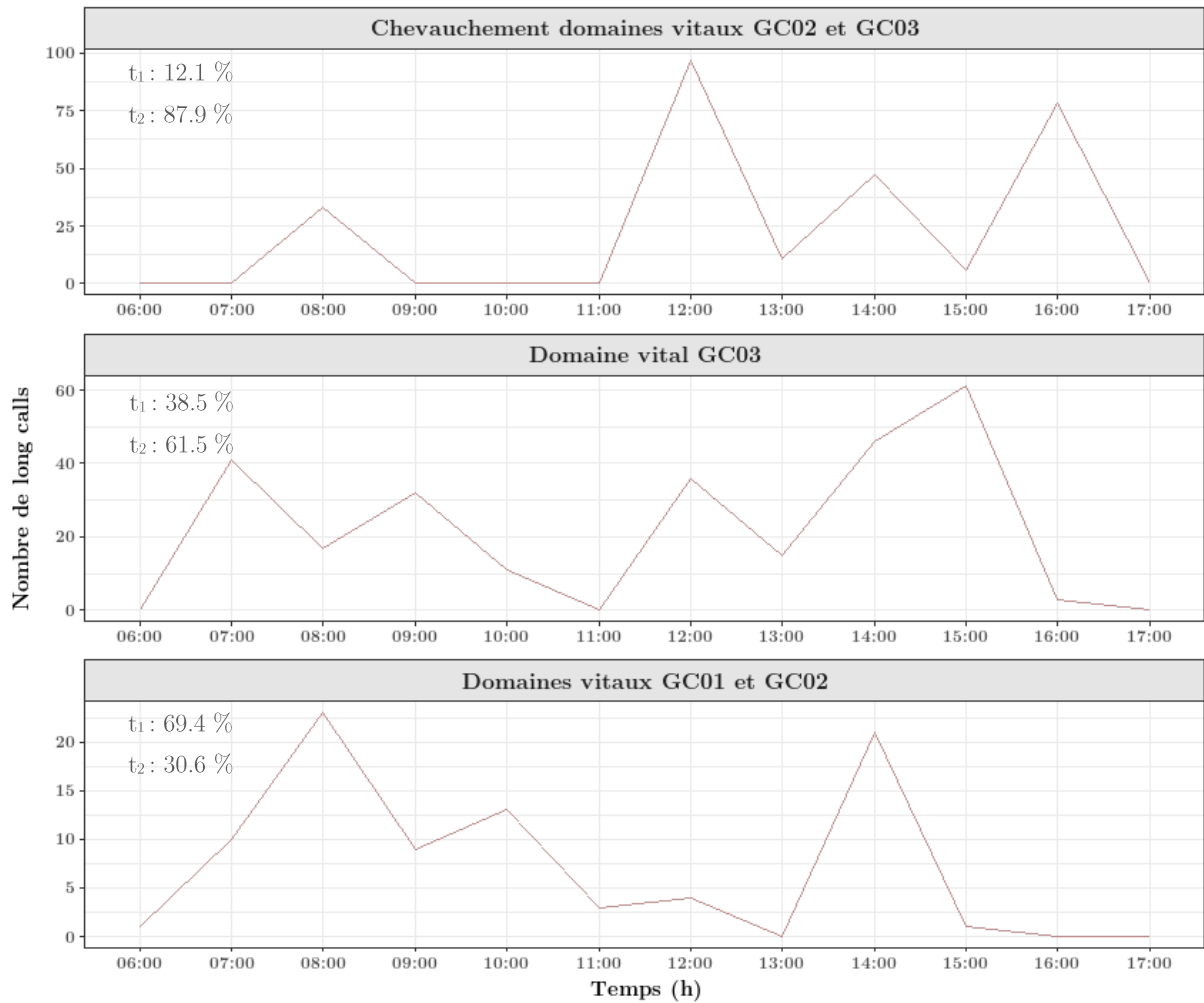 Chevauchement domaines vitaux GC02 et GC03
100
75
50
25
0
t₁: 12.1 %
t₂: 87.9 %
06:00 07:00 08:00 09:00 10:00 11:00 12:00 13:00 14:00 15:00 16:00 17:00
Domaine vital GC03
60
40
20
0
t₁: 38.5 %
t₂: 61.5 %
06:00 07:00 08:00 09:00 10:00 11:00 12:00 13:00 14:00 15:00 16:00 17:00
Nombre de long calls
Domaines vitaux GC01 et GC02
20
15
10
5
0
t₁: 69.4 %
t₂: 30.6 %
06:00 07:00 08:00 09:00 10:00 11:00 12:00 13:00 14:00 15:00 16:00 17:00
Temps (h)